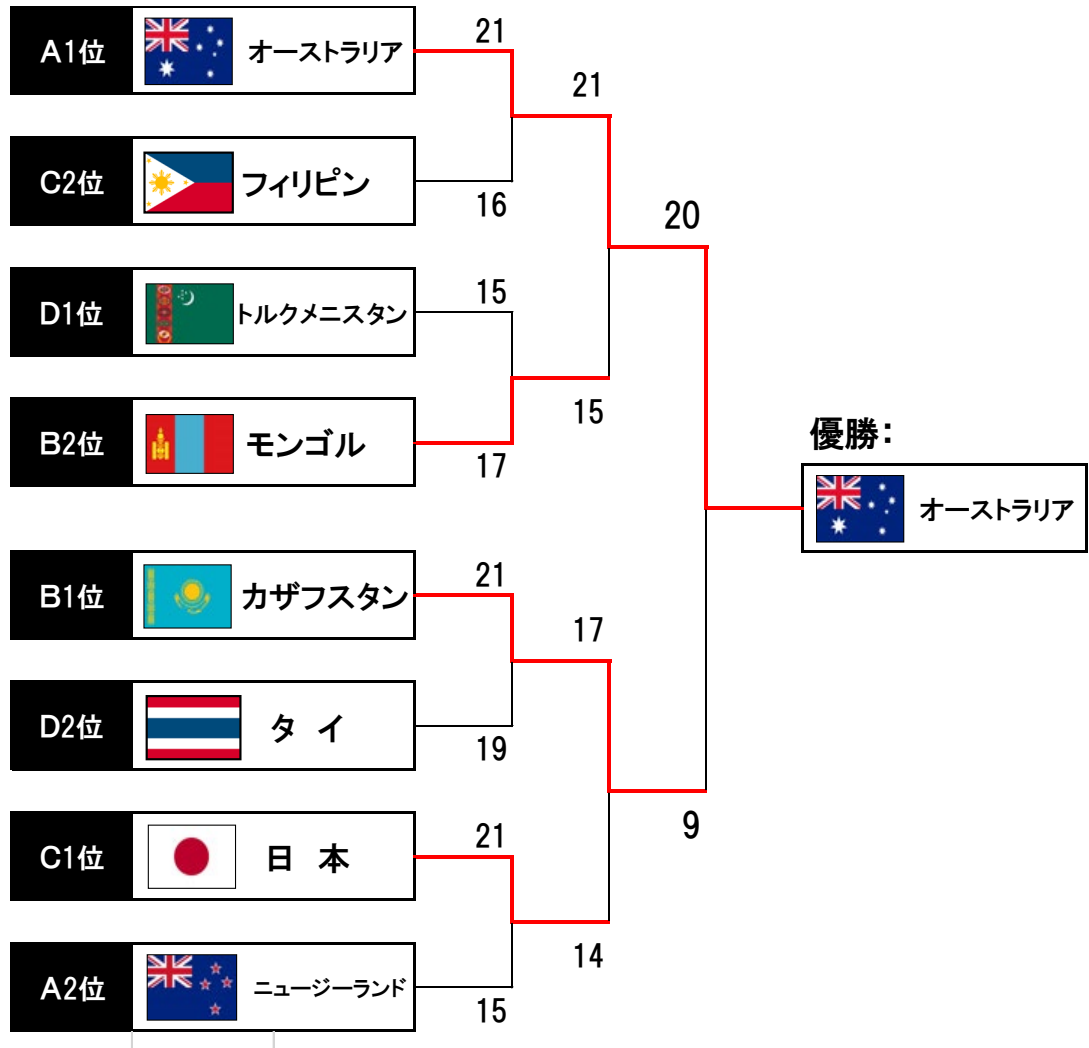 A1位 オーストラリア 21
21
C2位 フィリピン 16
20
D1位 トルクメニスタン 15
15
B2位 モンゴル 17
優勝:
オーストラリア
B1位 カザフスタン 21
17
D2位 タ イ 19
9
C1位 日 本 21
14
A2位 ニュージーランド 15